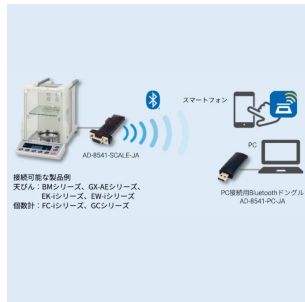 スマートフォン
AD-8541-SCALE-JA
PC
接続可能な製品例
天びん：BMシリーズ、GX-AEシリーズ、
EK-iシリーズ、EW-iシリーズ
個数計：FC-iシリーズ、GCシリーズ
PC接続用Bluetoothドングル
AD-8541-PC-JA